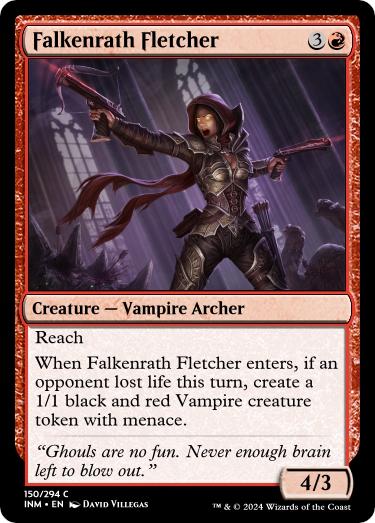 Falkenrath Fletcher 3
Creature — Vampire Archer
Reach
When Falkenrath Fletcher enters, if an
opponent lost life this turn, create a
1/1 black and red Vampire creature
token with menace.
“Ghouls are no fun. Never enough brain
left to blow out.”
4/3
150/294 C
INM • EN David Villegas
™ & © 2024 Wizards of the Coast